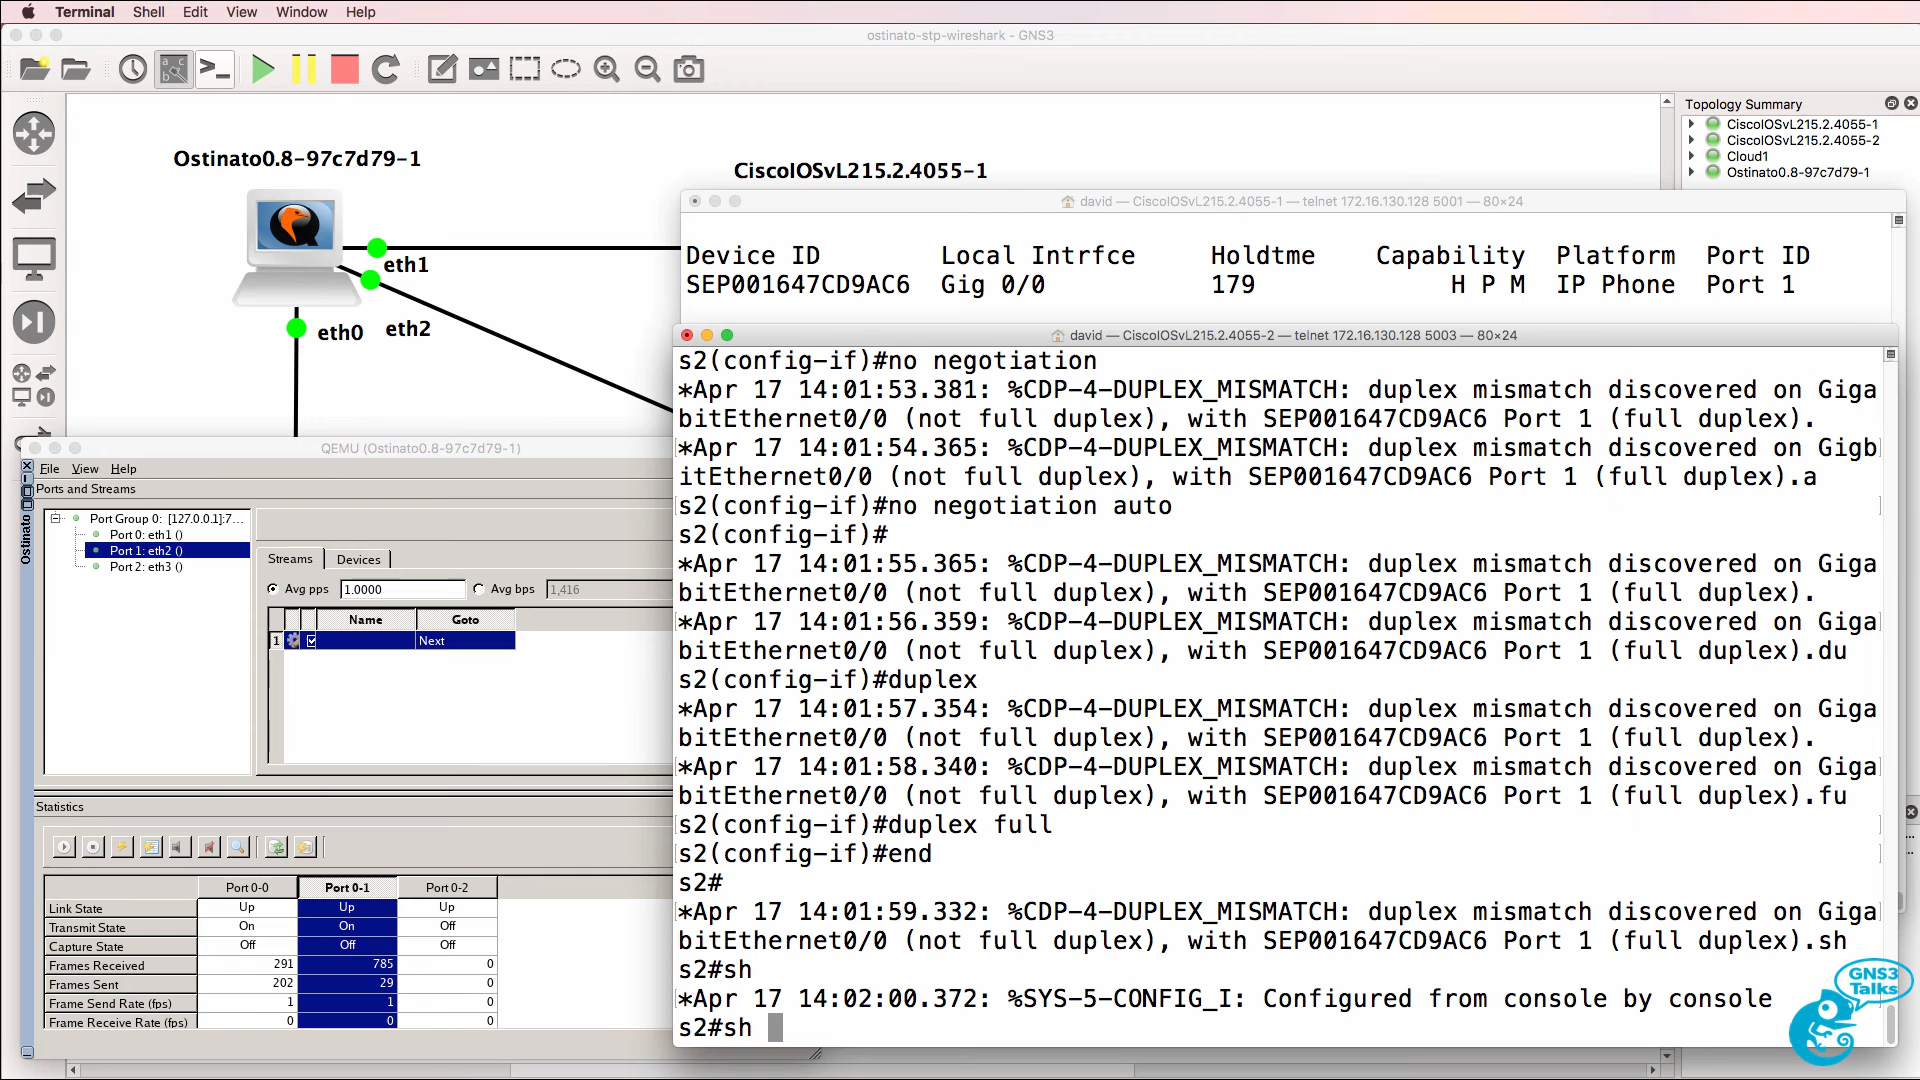 Terminal Shell Edit View Window Help
ostinato-stp-wireshark - GNS3
Ostinato0.8-97c7d79-1
CiscoIOSvL215.2.4055-1
eth1
eth0 eth2
Topology Summary
CiscoIOSvL215.2.4055-1
CiscoIOSvL215.2.4055-2
Cloud1
Ostinato0.8-97c7d79-1
david — CiscoIOSvL215.2.4055-1 — telnet 172.16.130.128 5001 — 80×24
Device ID Local Intrfce Holdtme Capability Platform Port ID
SEP001647CD9AC6 Gig 0/0 179 H P M IP Phone Port 1
david — CiscoIOSvL215.2.4055-2 — telnet 172.16.130.128 5003 — 80×24
s2(config-if)#no negotiation
*Apr 17 14:01:53.381: %CDP-4-DUPLEX_MISMATCH: duplex mismatch discovered on Giga
bitEthernet0/0 (not full duplex), with SEP001647CD9AC6 Port 1 (full duplex).
*Apr 17 14:01:54.365: %CDP-4-DUPLEX_MISMATCH: duplex mismatch discovered on Gigb
itEthernet0/0 (not full duplex), with SEP001647CD9AC6 Port 1 (full duplex).a
s2(config-if)#no negotiation auto
s2(config-if)#
*Apr 17 14:01:55.365: %CDP-4-DUPLEX_MISMATCH: duplex mismatch discovered on Giga
bitEthernet0/0 (not full duplex), with SEP001647CD9AC6 Port 1 (full duplex).
*Apr 17 14:01:56.359: %CDP-4-DUPLEX_MISMATCH: duplex mismatch discovered on Giga
bitEthernet0/0 (not full duplex), with SEP001647CD9AC6 Port 1 (full duplex).du
s2(config-if)#duplex
*Apr 17 14:01:57.354: %CDP-4-DUPLEX_MISMATCH: duplex mismatch discovered on Giga
bitEthernet0/0 (not full duplex), with SEP001647CD9AC6 Port 1 (full duplex).
*Apr 17 14:01:58.340: %CDP-4-DUPLEX_MISMATCH: duplex mismatch discovered on Giga
bitEthernet0/0 (not full duplex), with SEP001647CD9AC6 Port 1 (full duplex).fu
s2(config-if)#duplex full
s2(config-if)#end
s2#
*Apr 17 14:01:59.332: %CDP-4-DUPLEX_MISMATCH: duplex mismatch discovered on Giga
bitEthernet0/0 (not full duplex), with SEP001647CD9AC6 Port 1 (full duplex).sh
s2#sh
*Apr 17 14:02:00.372: %SYS-5-CONFIG_I: Configured from console by console
s2#sh
QEMU (Ostinato0.8-97c7d79-1)
Ostinato
File View Help
Ports and Streams
Port Group 0: [127.0.0.1]:7...
Port 0: eth1 ()
Port 1: eth2 ()
Port 2: eth3 ()
Streams Devices
Avg pps 1.0000 Avg bps 1,416
Name Goto
1 Next
Statistics
Port 0-0 Port 0-1 Port 0-2
Link State Up Up Up
Transmit State On On Off
Capture State Off Off Off
Frames Received 291 785 0
Frames Sent 202 29 0
Frame Send Rate (fps) 1 1 0
Frame Receive Rate (fps) 0 0 0
GNS3
Talks